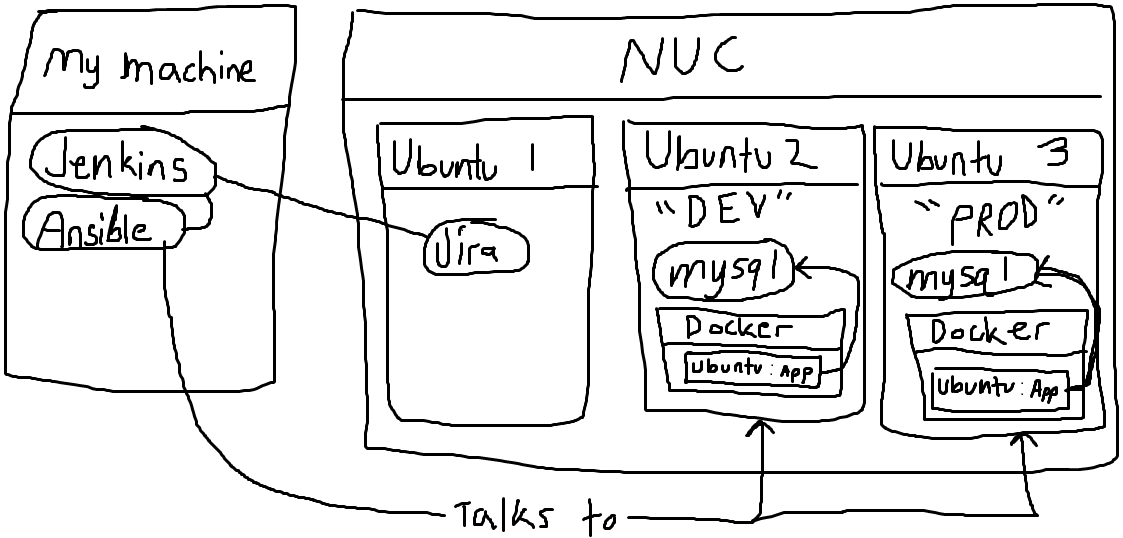 My machine
Jenkins
Ansible
NUC
Ubuntu 1
Jira
Ubuntu 2
"DEV"
mysql
Docker
Ubuntu: App
Ubuntu 3
"PROD"
mysql
Docker
Ubuntu: App
Talks to